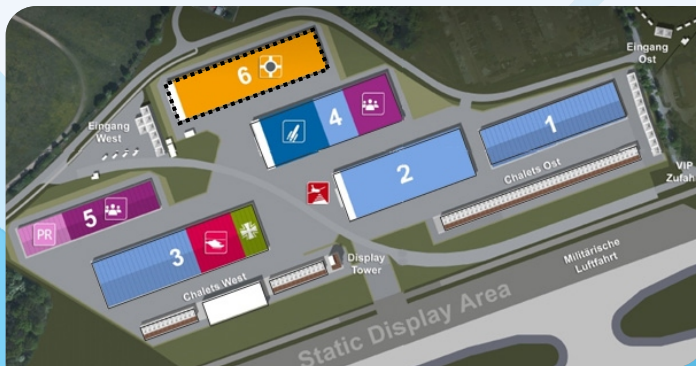 6
Eingang
Ost
4
1
Eingang
West
2
Chalets Ost
VIP
Zufah
5
PR
3
Display
Tower
Militärische
Luftfahrt
Chalets West
Static Display Area